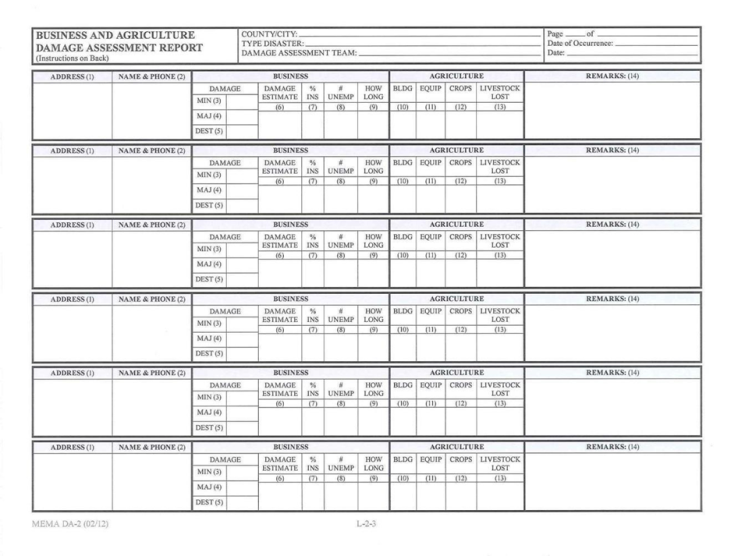 BUSINESS AND AGRICULTURE
DAMAGE ASSESSMENT REPORT
(Instructions on Back)
COUNTY/CITY:
TYPE DISASTER:
DAMAGE ASSESSMENT TEAM:
Page ____ of ____
Date of Occurrence:
Date:
ADDRESS (1) NAME & PHONE (2) BUSINESS AGRICULTURE REMARKS: (14)
DAMAGE DAMAGE % # HOW BLDG EQUIP CROPS LIVESTOCK
ESTIMATE INS UNEMP LONG LOST
MIN (3) (6) (7) (8) (9) (10) (11) (12) (13)
MAJ (4)
DEST (5)
ADDRESS (1) NAME & PHONE (2) BUSINESS AGRICULTURE REMARKS: (14)
DAMAGE DAMAGE % # HOW BLDG EQUIP CROPS LIVESTOCK
ESTIMATE INS UNEMP LONG LOST
MIN (3) (6) (7) (8) (9) (10) (11) (12) (13)
MAJ (4)
DEST (5)
ADDRESS (1) NAME & PHONE (2) BUSINESS AGRICULTURE REMARKS: (14)
DAMAGE DAMAGE % # HOW BLDG EQUIP CROPS LIVESTOCK
ESTIMATE INS UNEMP LONG LOST
MIN (3) (6) (7) (8) (9) (10) (11) (12) (13)
MAJ (4)
DEST (5)
ADDRESS (1) NAME & PHONE (2) BUSINESS AGRICULTURE REMARKS: (14)
DAMAGE DAMAGE % # HOW BLDG EQUIP CROPS LIVESTOCK
ESTIMATE INS UNEMP LONG LOST
MIN (3) (6) (7) (8) (9) (10) (11) (12) (13)
MAJ (4)
DEST (5)
ADDRESS (1) NAME & PHONE (2) BUSINESS AGRICULTURE REMARKS: (14)
DAMAGE DAMAGE % # HOW BLDG EQUIP CROPS LIVESTOCK
ESTIMATE INS UNEMP LONG LOST
MIN (3) (6) (7) (8) (9) (10) (11) (12) (13)
MAJ (4)
DEST (5)
ADDRESS (1) NAME & PHONE (2) BUSINESS AGRICULTURE REMARKS: (14)
DAMAGE DAMAGE % # HOW BLDG EQUIP CROPS LIVESTOCK
ESTIMATE INS UNEMP LONG LOST
MIN (3) (6) (7) (8) (9) (10) (11) (12) (13)
MAJ (4)
DEST (5)
MEMA DA-2 (02/12) L-2-3